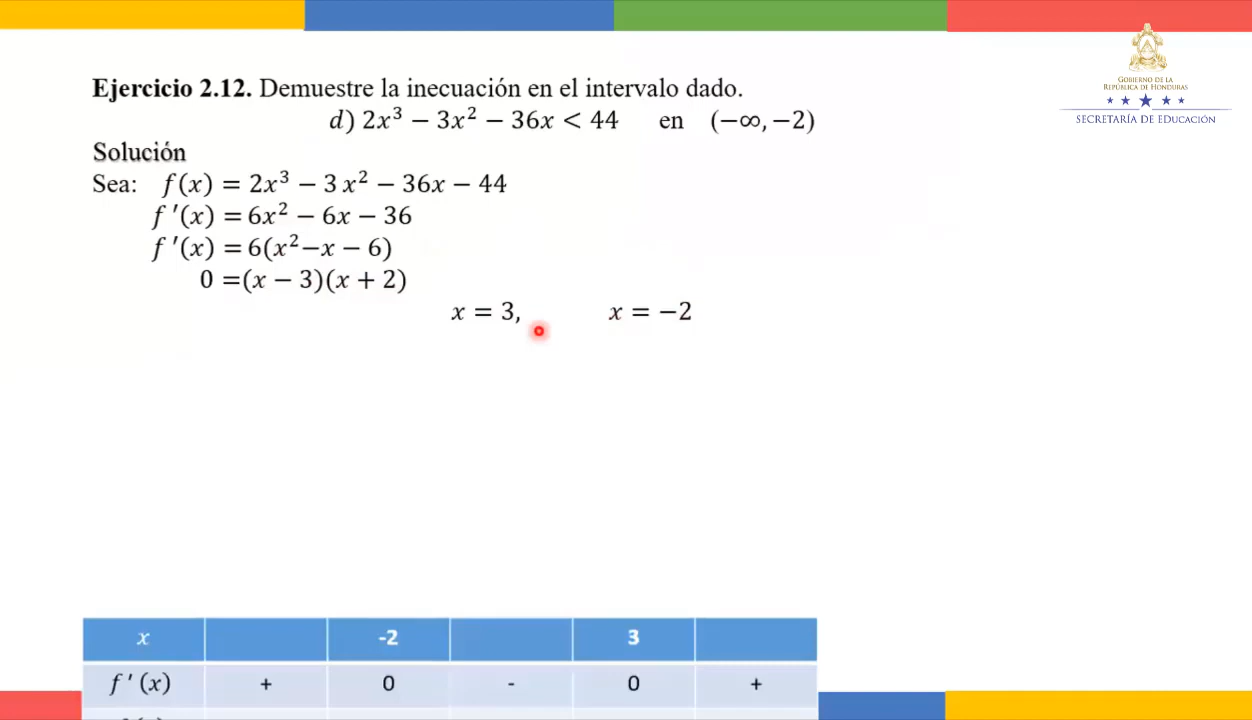 GOBIERNO DE LA
REPÚBLICA DE HONDURAS
SECRETARÍA DE EDUCACIÓN
Ejercicio 2.12. Demuestre la inecuación en el intervalo dado.
d) 2x³ − 3x² − 36x < 44 en (−∞, −2)
Solución
Sea: f(x) = 2x³ − 3 x² − 36x − 44
f ′(x) = 6x² − 6x − 36
f ′(x) = 6(x²−x − 6)
0 =(x − 3)(x + 2)
x = 3, x = −2
x -2 3
f ′(x) + 0 - 0 +